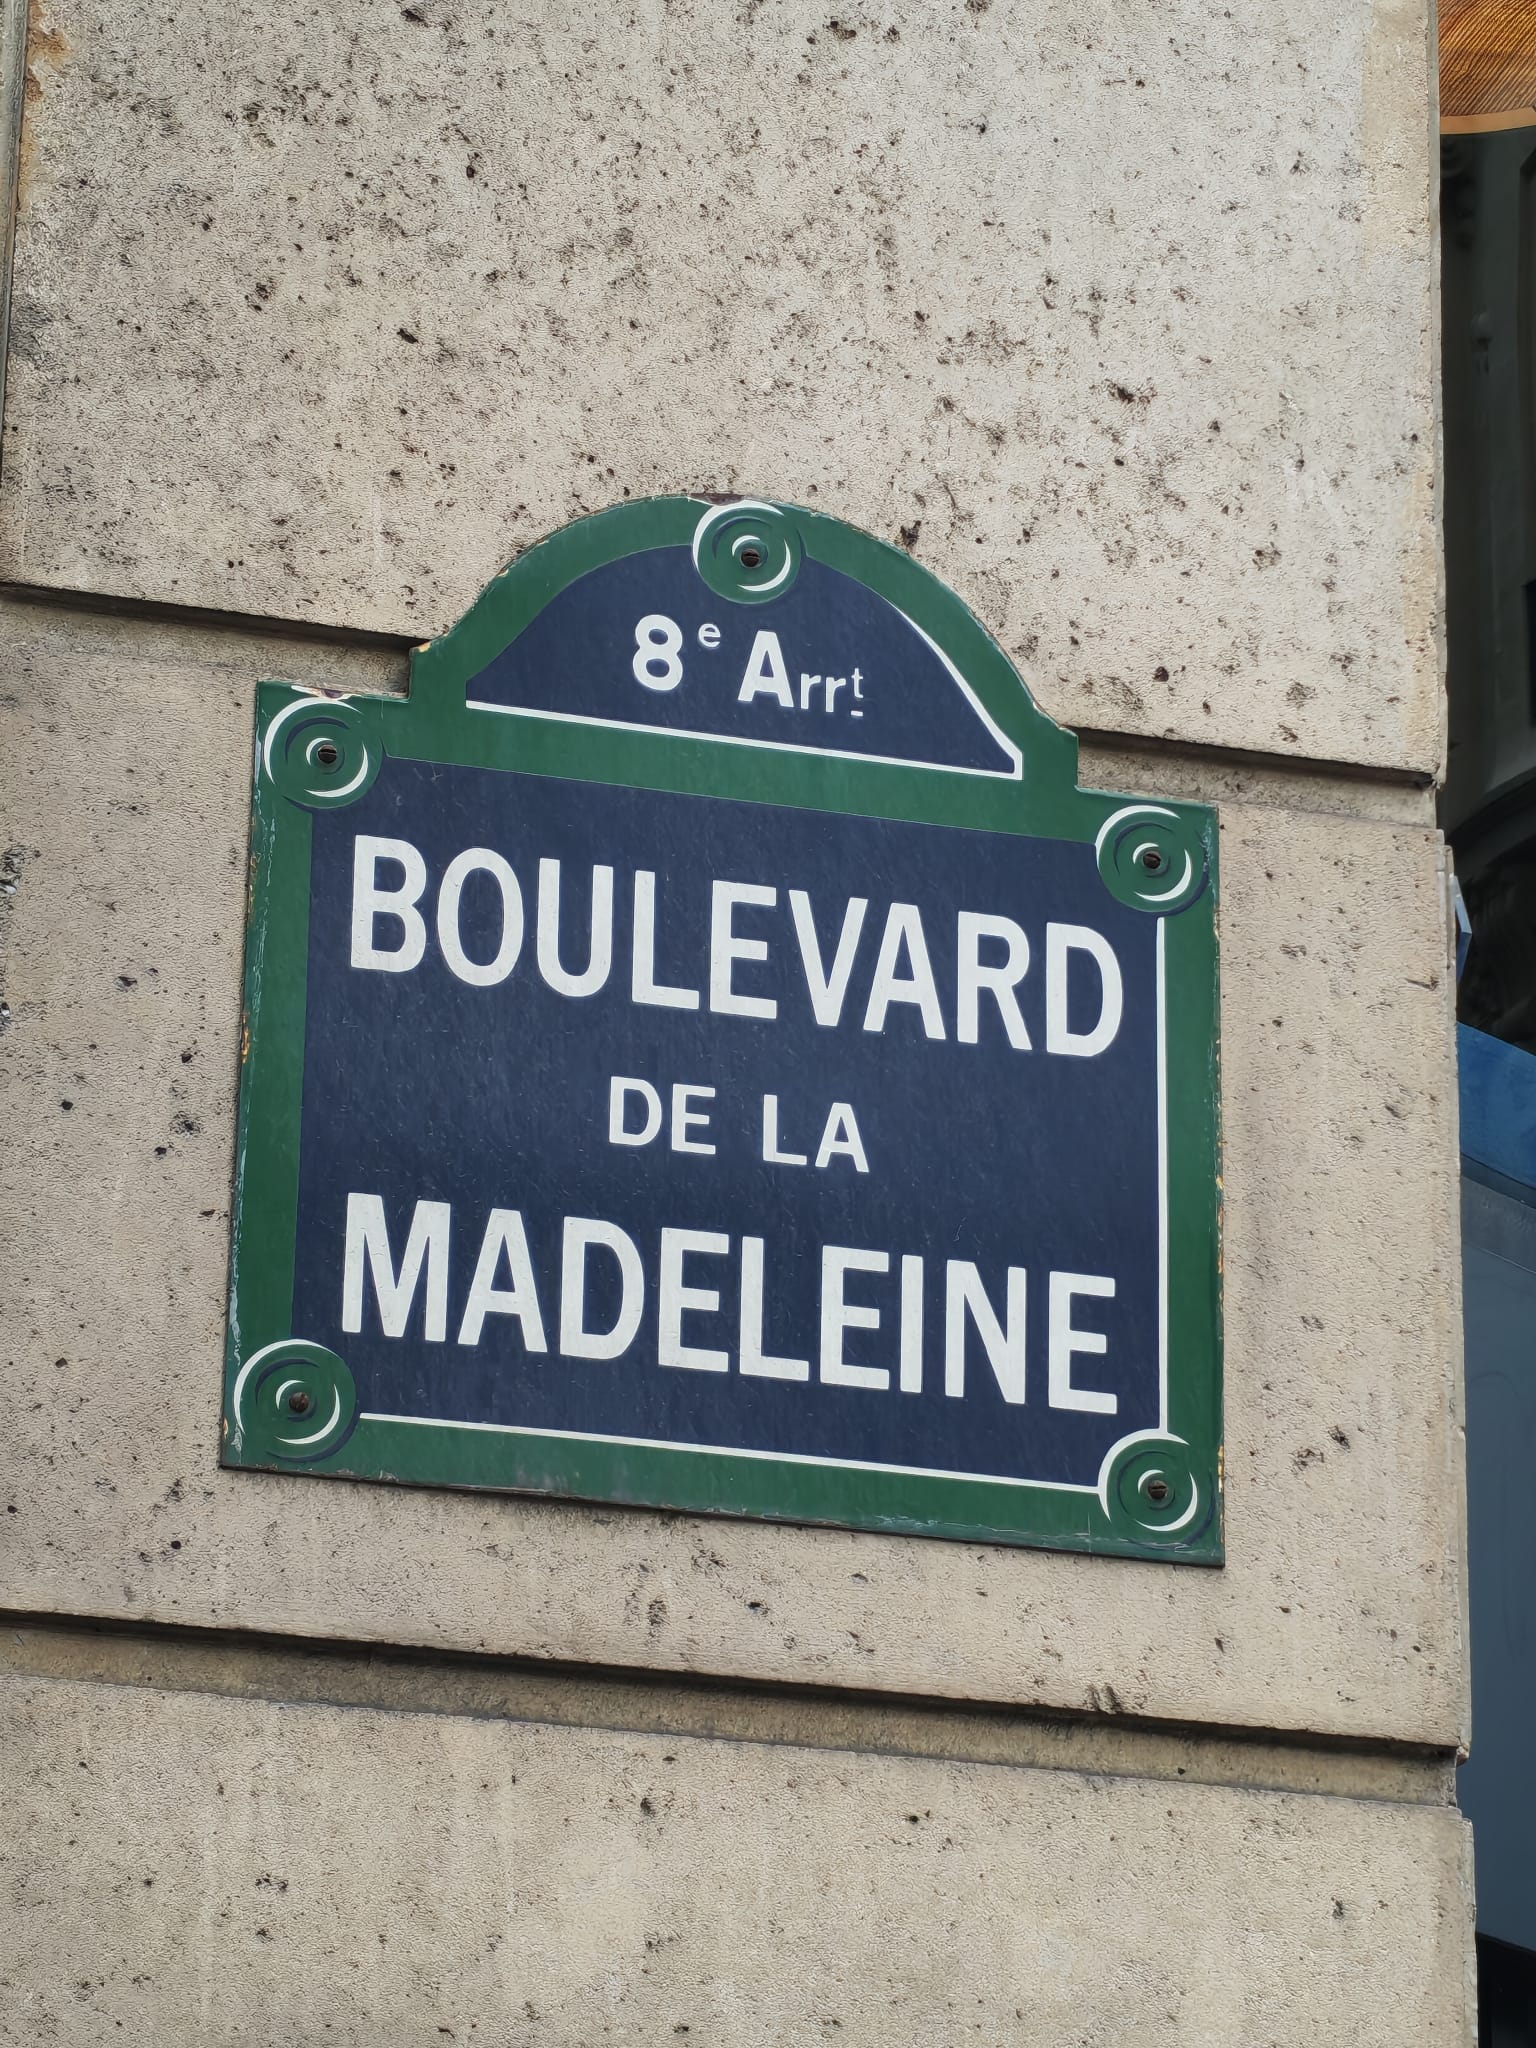 8e Arrt
BOULEVARD
DE LA
MADELEINE